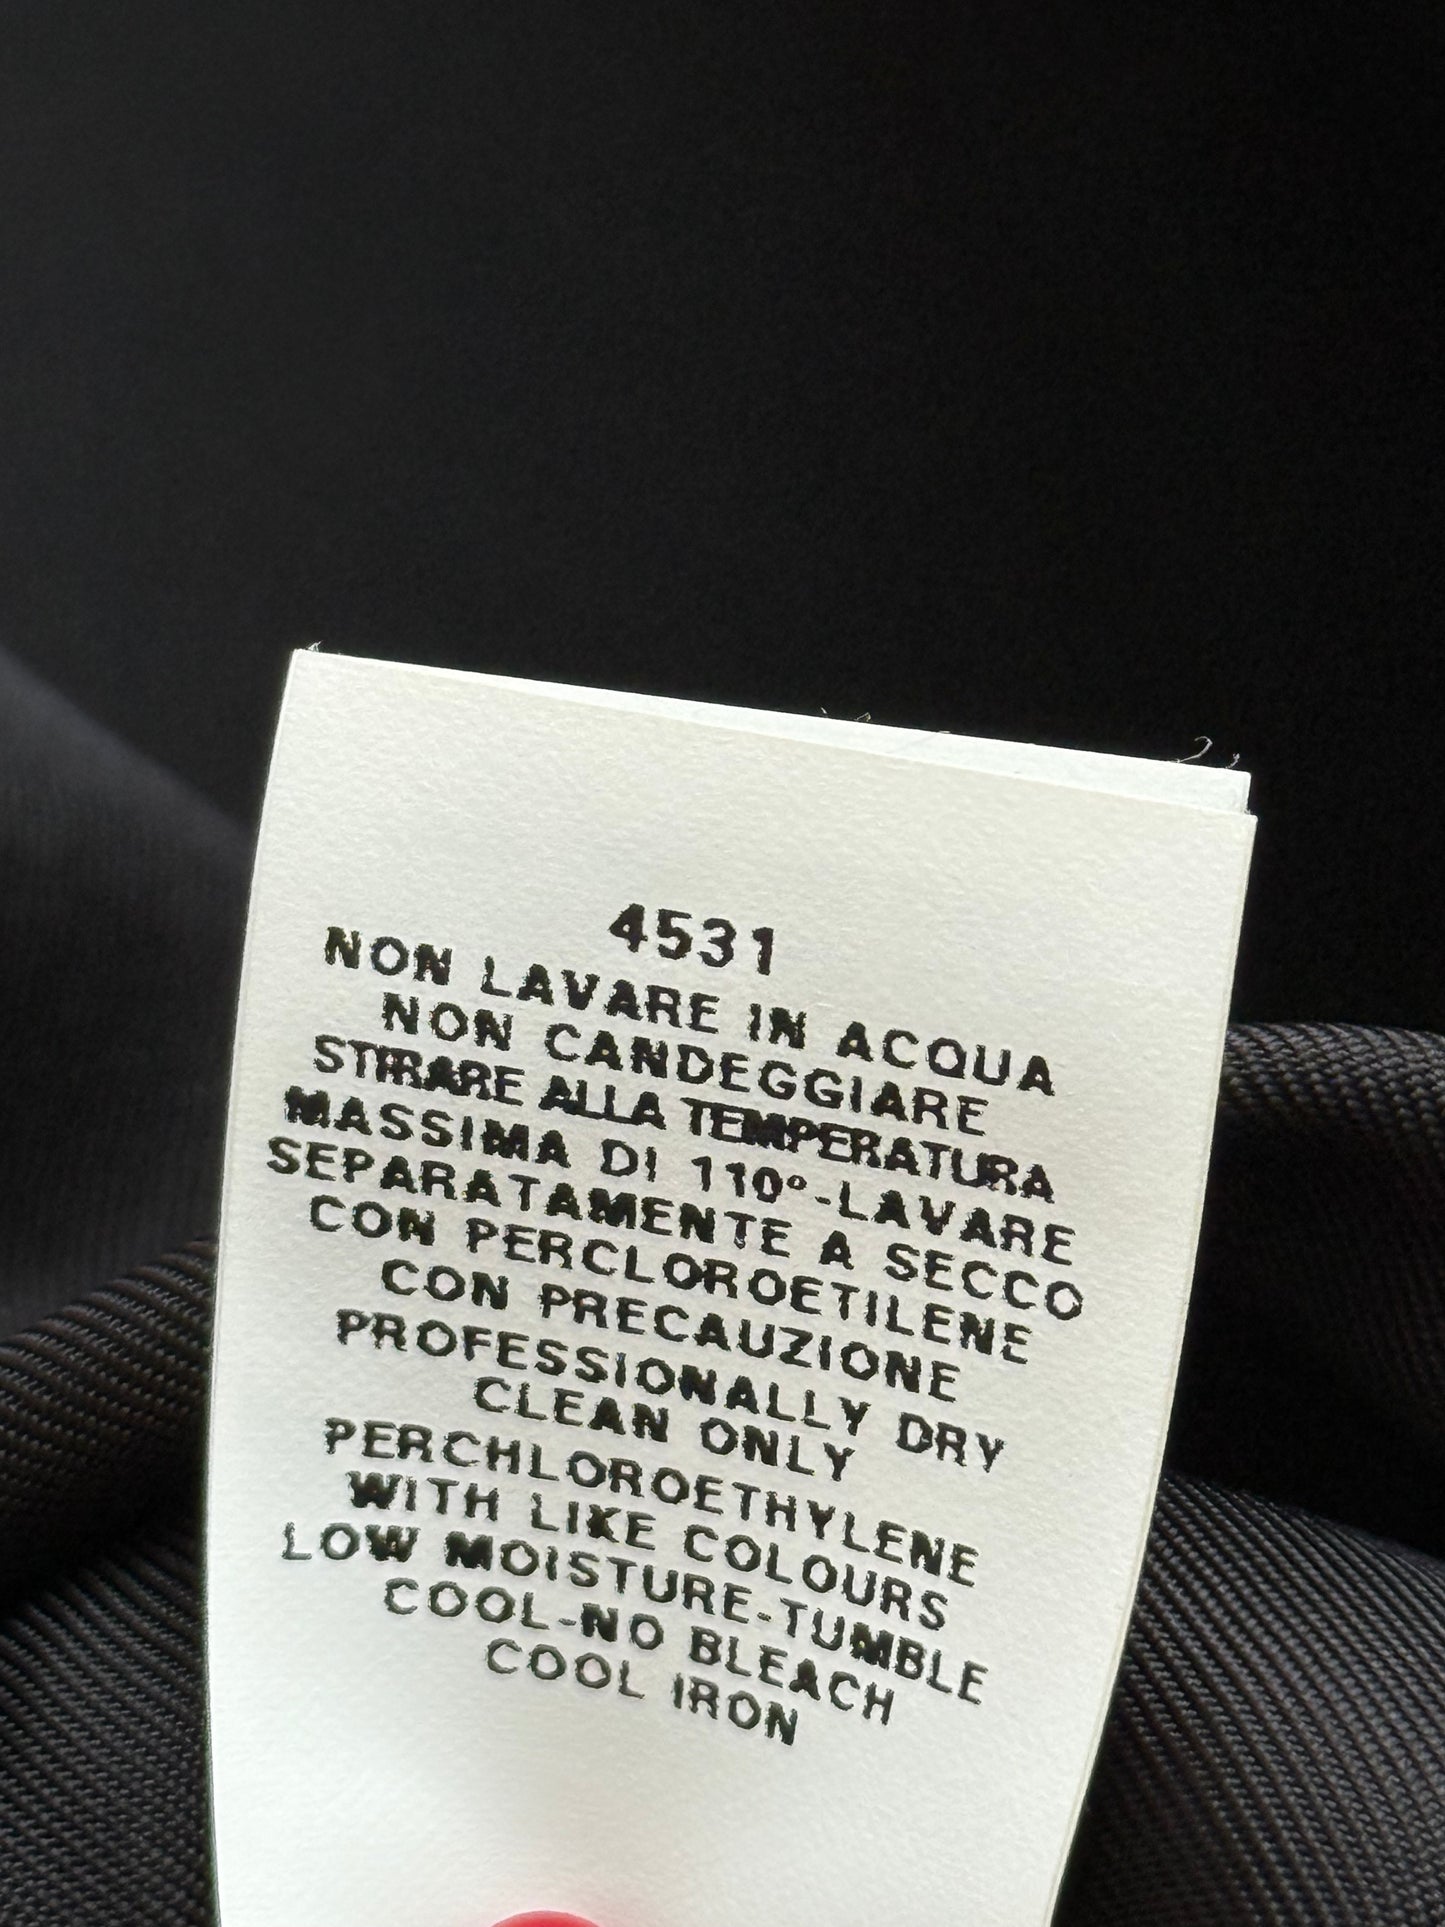 4531
NON LAVARE IN ACQUA
NON CANDEGGIARE
STIRARE ALLA TEMPERATURA
MASSIMA DI 110°-LAVARE
SEPARATAMENTE A SECCO
CON PERCLOROETILENE
CON PRECAUZIONE
PROFESSIONALLY DRY
CLEAN ONLY
PERCHLOROETHYLENE
WITH LIKE COLOURS
LOW MOISTURE-TUMBLE
COOL-NO BLEACH
COOL IRON